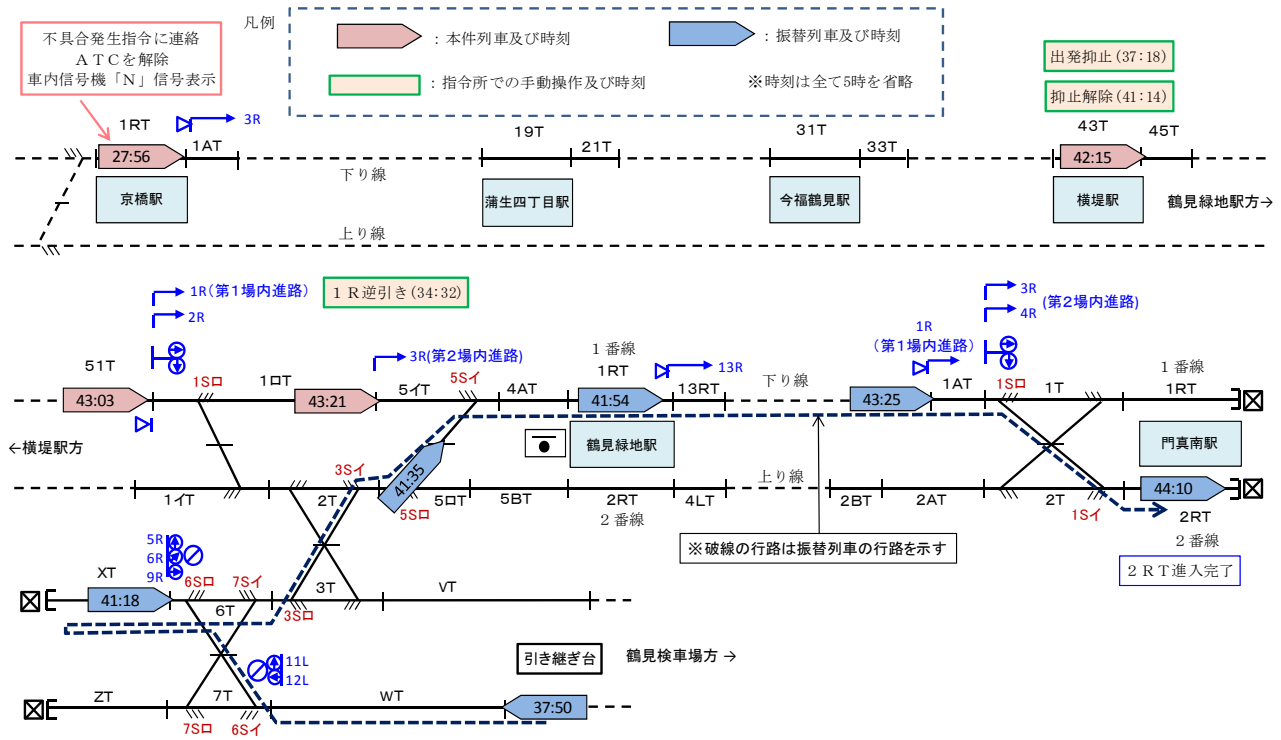 凡例
：本件列車及び時刻
：振替列車及び時刻
：指令所での手動操作及び時刻
※時刻は全て5時を省略
不具合発生指令に連絡
ＡＴＣを解除
車内信号機「Ｎ」信号表示
出発抑止(37:18)
抑止解除(41:14)
1RT
3R
27:56
1AT
京橋駅
下り線
上り線
19T
21T
蒲生四丁目駅
31T
33T
今福鶴見駅
43T
45T
42:15
横堤駅
鶴見緑地駅方→
1R(第1場内進路)
2R
１Ｒ逆引き(34:32)
51T
43:03
1Sロ
1ロT
43:21
3R(第2場内進路)
5イT
5Sイ
4AT
１番線
1RT
41:54
13R
13RT
下り線
43:25
1R
(第1場内進路)
1AT
3R
4R
(第2場内進路)
1Sロ
1T
１番線
1RT
←横堤駅方
鶴見緑地駅
門真南駅
1イT
2T
3Sイ
41:35
5Sロ
5ロT
5BT
2RT
２番線
4LT
上り線
2BT
2AT
2T
1Sイ
44:10
2RT
２番線
※破線の行路は振替列車の行路を示す
２ＲＴ進入完了
5R
6R
9R
XT
41:18
6Sロ
7Sイ
6T
3Sロ
3T
VT
11L
12L
引き継ぎ台
鶴見検車場方→
ZT
7Sロ
7T
6Sイ
WT
37:50